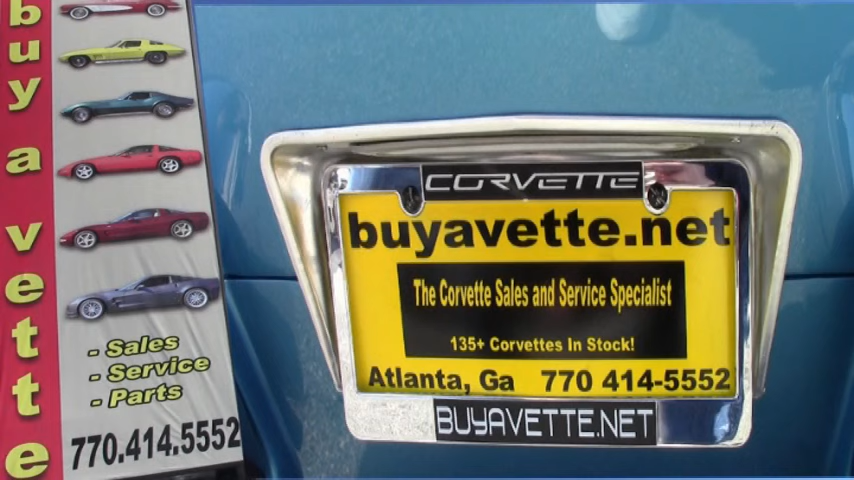 buy a vette
- Sales
- Service
- Parts
770.414.5552
CORVETTE
buyavette.net
The Corvette Sales and Service Specialist
135+ Corvettes In Stock!
Atlanta, Ga 770 414-5552
BUYAVETTE.NET